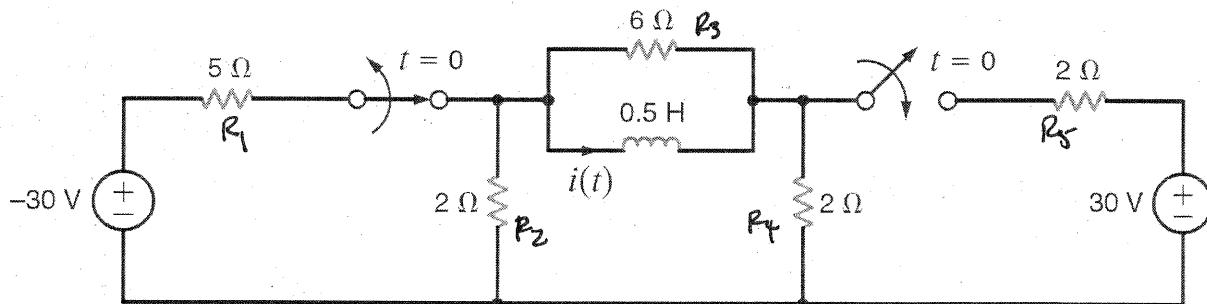 6 Ω R3
5 Ω t = 0 t = 0 2 Ω
R1 0.5 H R5
i(t)
−30 V + − 2 Ω R2 R4 2 Ω 30 V + −